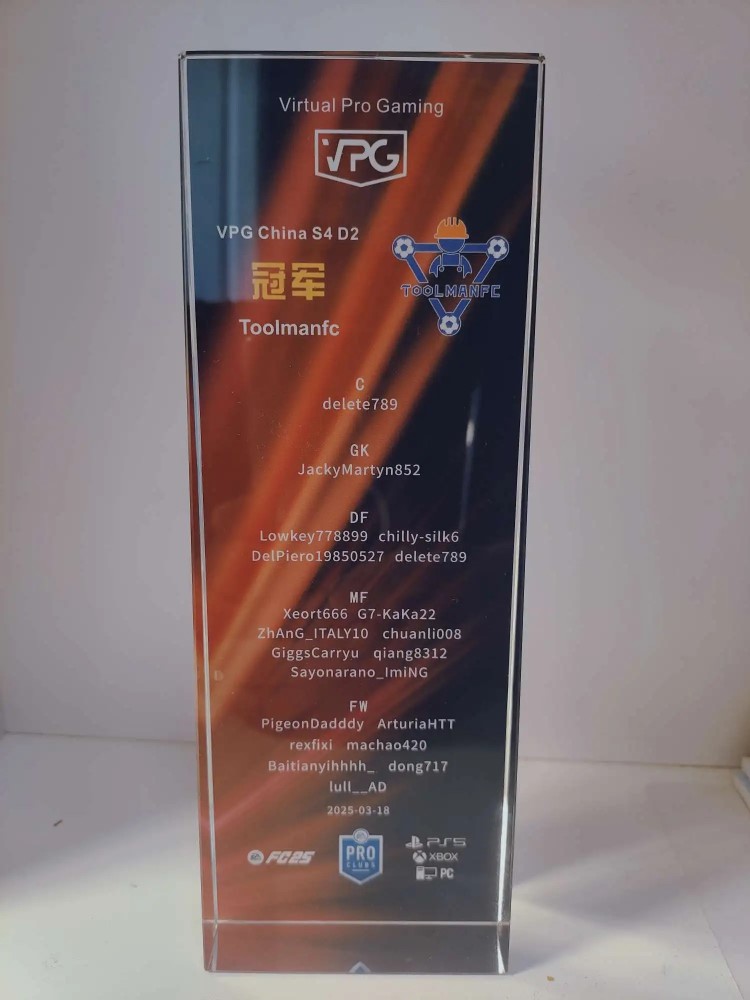 Virtual Pro Gaming
VPG
VPG China S4 D2
冠军
Toolmanfc
TOOLMANFC
C
delete789
GK
JackyMartyn852
DF
Lowkey778899 chilly-silk6
DelPiero19850527 delete789
MF
Xeort666 G7-KaKa22
ZhAnG_ITALY10 chuanli008
GiggsCarryu qiang8312
Sayonarano_ImiNG
FW
PigeonDadddy ArturiaHTT
rexfixi machao420
Baitianyihhhh_ dong717
lull__AD
2025-03-18
EA FC25
PRO
CLUBS
PS5
XBOX
PC